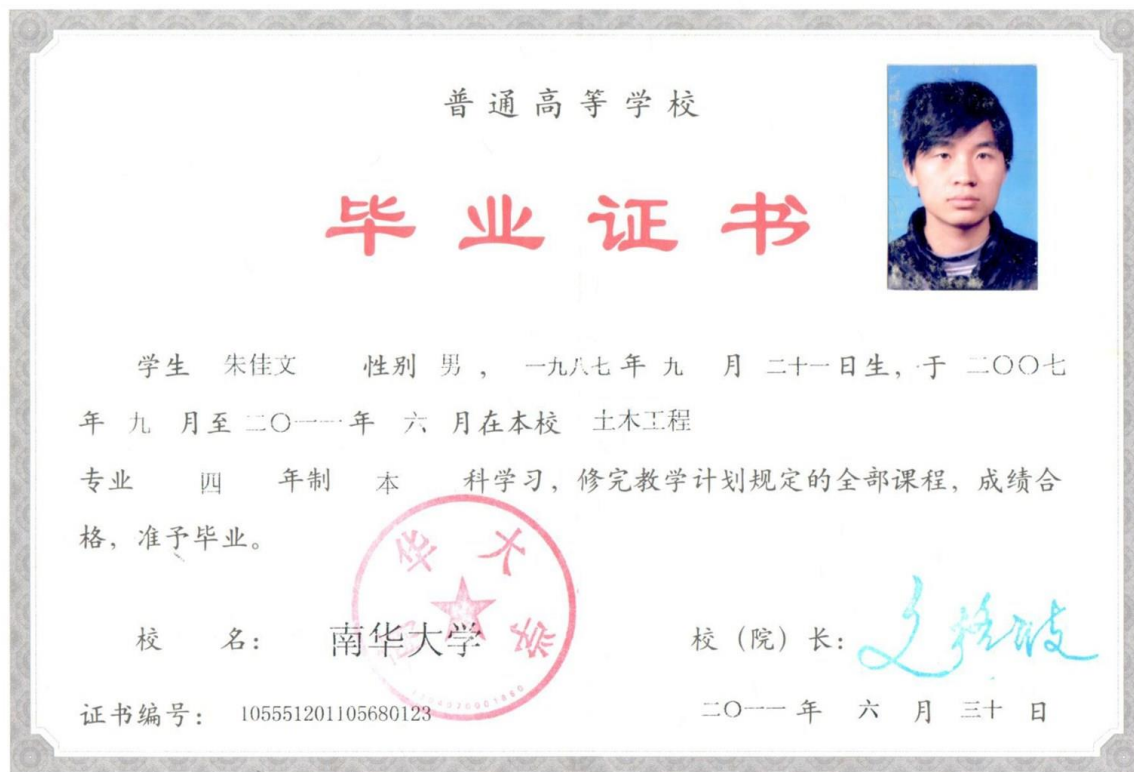 普通高等学校
毕业证书
学生 朱佳文 性别 男 ， 一九八七年 九 月 二十一日生，于 二〇〇七
年 九 月至 二〇一一年 六 月在本校 土木工程
专业 四 年制 本 科学习，修完教学计划规定的全部课程，成绩合
格，准予毕业。
华大学
校 名： 南华大学
校（院）长：
证书编号： 105551201105680123
二〇一一 年 六 月 三十 日